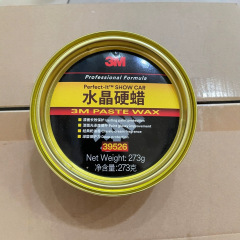 3M
Professional Formula
Perfect-It™ SHOW CAR
水晶硬蜡
3M PASTE WAX
39526
Net Weight: 273g
净含量:273克